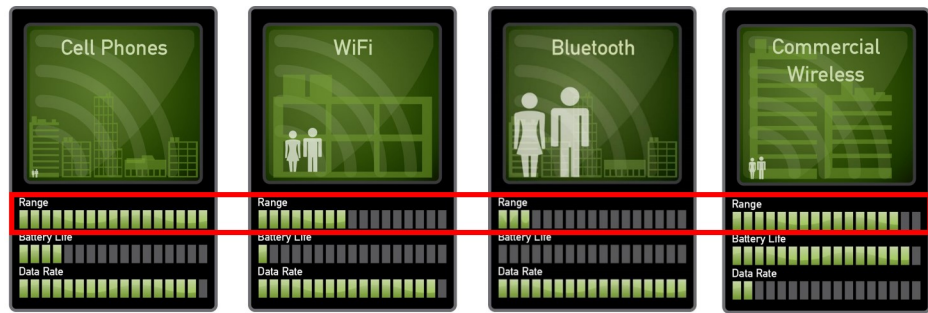 Cell Phones
Range
Battery Life
Data Rate
WiFi
Range
Battery Life
Data Rate
Bluetooth
Range
Battery Life
Data Rate
Commercial
Wireless
Range
Battery Life
Data Rate